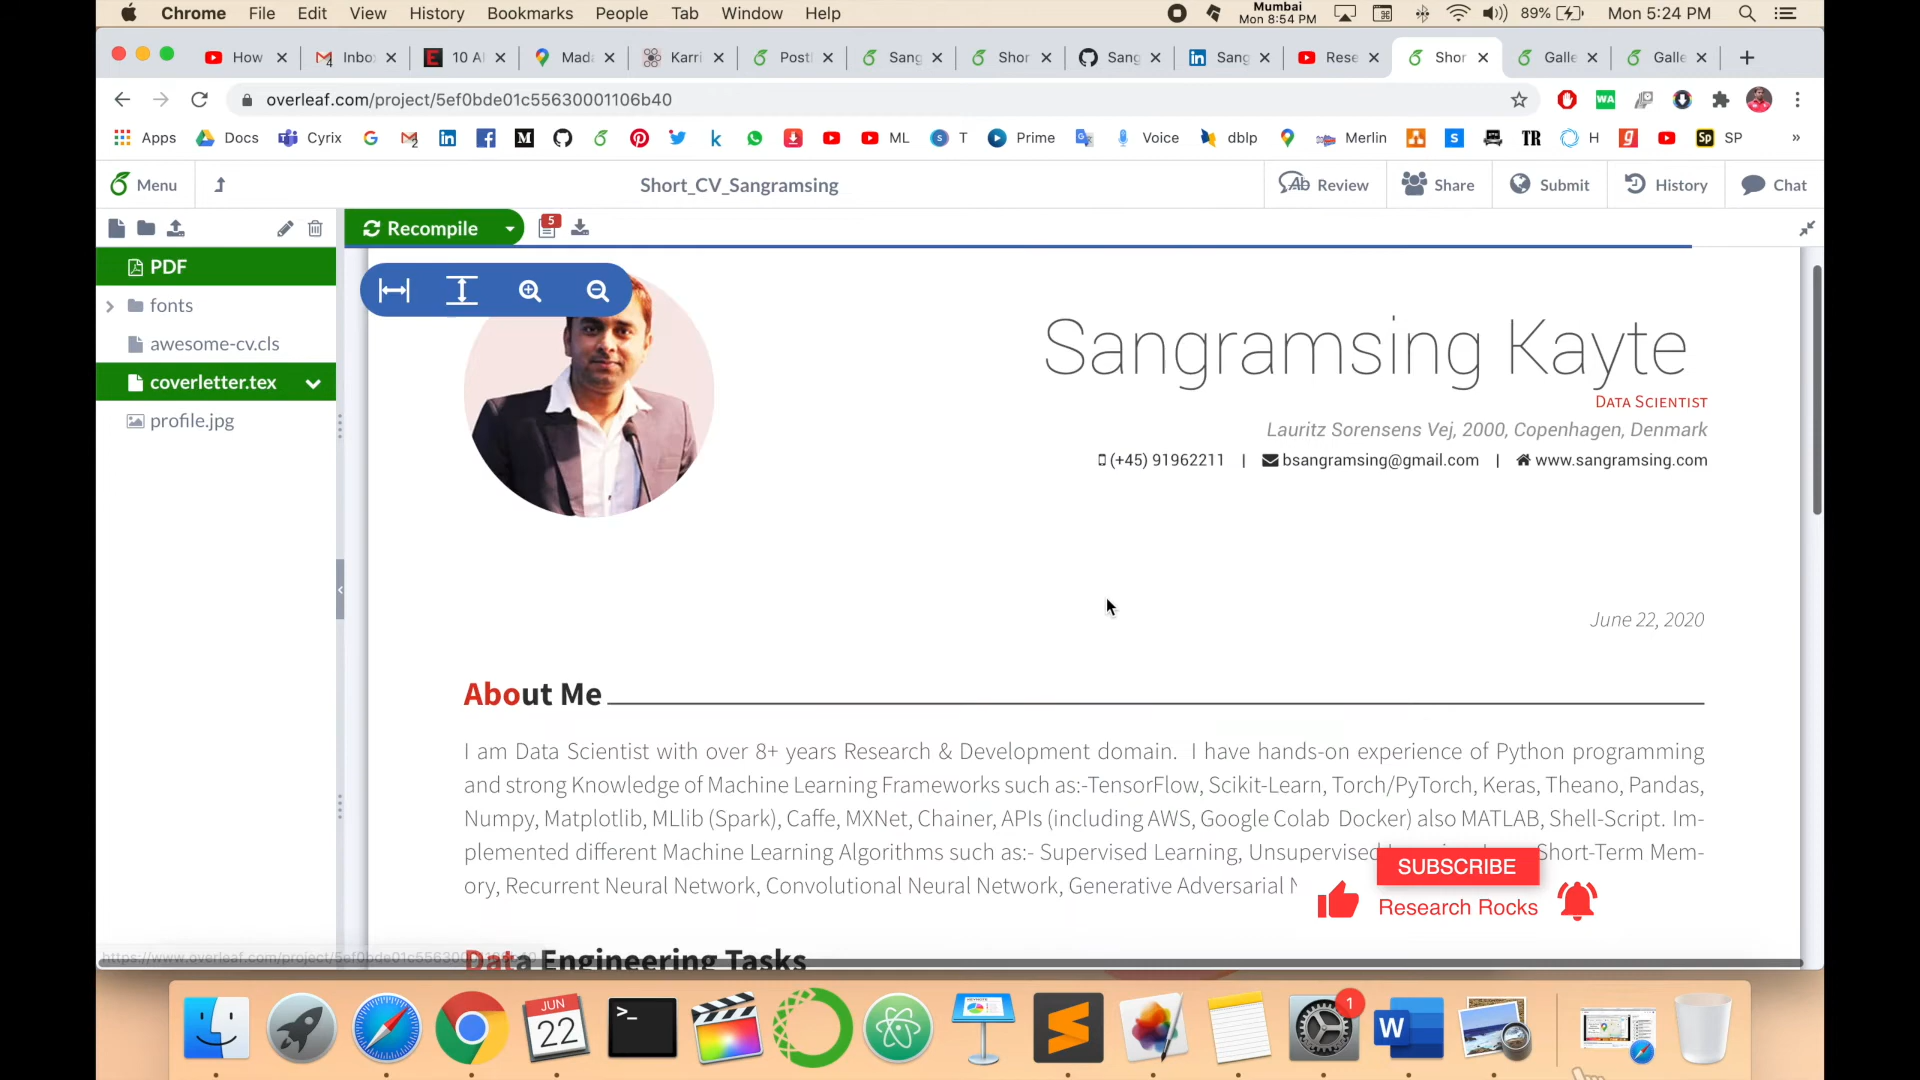 Chrome File Edit View History Bookmarks People Tab Window Help
Mumbai
Mon 8:54 PM
89%
Mon 5:24 PM
How
Inbo
10 A
Mada
Karri
Post
Sang
Shor
Sang
Sang
Rese
Shor
Galle
Galle
overleaf.com/project/5ef0bde01c55630001106b40
WA
Apps Docs Cyrix M ML T Prime Voice dblp Merlin TR H Sp SP »
Menu
Short_CV_Sangramsing
Review Share Submit History Chat
Recompile
5
PDF
fonts
awesome-cv.cls
coverletter.tex
profile.jpg
Sangramsing Kayte
DATA SCIENTIST
Lauritz Sorensens Vej, 2000, Copenhagen, Denmark
(+45) 91962211 | bsangramsing@gmail.com | www.sangramsing.com
June 22, 2020
About Me
I am Data Scientist with over 8+ years Research & Development domain. I have hands-on experience of Python programming
and strong Knowledge of Machine Learning Frameworks such as:-TensorFlow, Scikit-Learn, Torch/PyTorch, Keras, Theano, Pandas,
Numpy, Matplotlib, MLlib (Spark), Caffe, MXNet, Chainer, APIs (including AWS, Google Colab Docker) also MATLAB, Shell-Script. Im-
plemented different Machine Learning Algorithms such as:- Supervised Learning, Unsupervised Short-Term Mem-
ory, Recurrent Neural Network, Convolutional Neural Network, Generative Adversarial
SUBSCRIBE
Research Rocks
Data Engineering Tasks
JUN
22
1
W